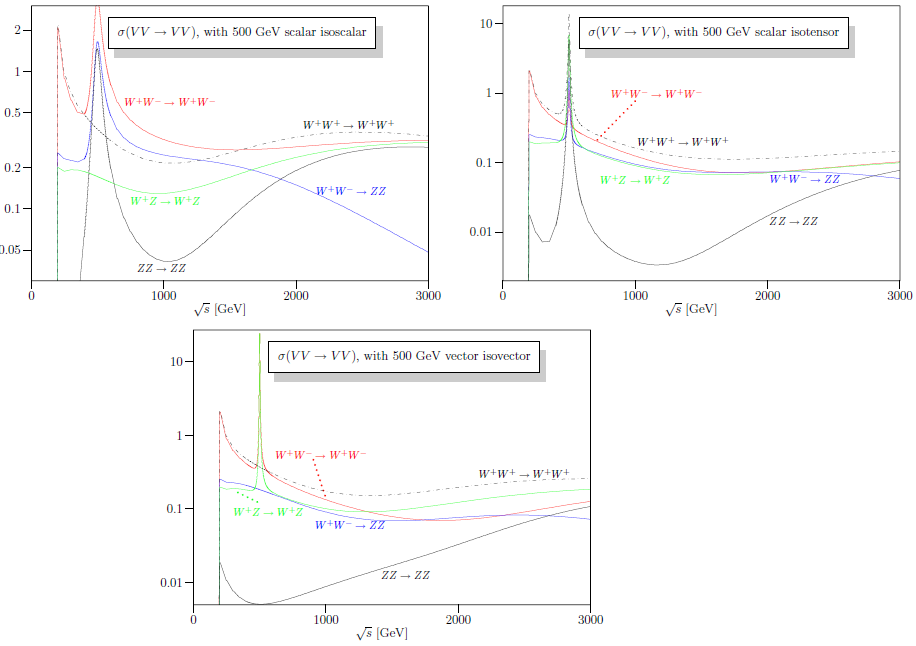 σ(VV → VV), with 500 GeV scalar isoscalar
2
1
0.5
0.2
0.1
0.05
W⁺W⁻ → W⁺W⁻
W⁺W⁺ → W⁺W⁺
W⁺W⁻ → ZZ
W⁺Z → W⁺Z
ZZ → ZZ
0 1000 2000 3000
√s [GeV]
σ(VV → VV), with 500 GeV scalar isotensor
10
1
0.1
0.01
W⁺W⁻ → W⁺W⁻
W⁺W⁺ → W⁺W⁺
W⁺Z → W⁺Z
W⁺W⁻ → ZZ
ZZ → ZZ
0 1000 2000 3000
√s [GeV]
σ(VV → VV), with 500 GeV vector isovector
10
1
0.1
0.01
W⁺W⁻ → W⁺W⁻
W⁺W⁺ → W⁺W⁺
W⁺Z → W⁺Z
W⁺W⁻ → ZZ
ZZ → ZZ
0 1000 2000 3000
√s [GeV]